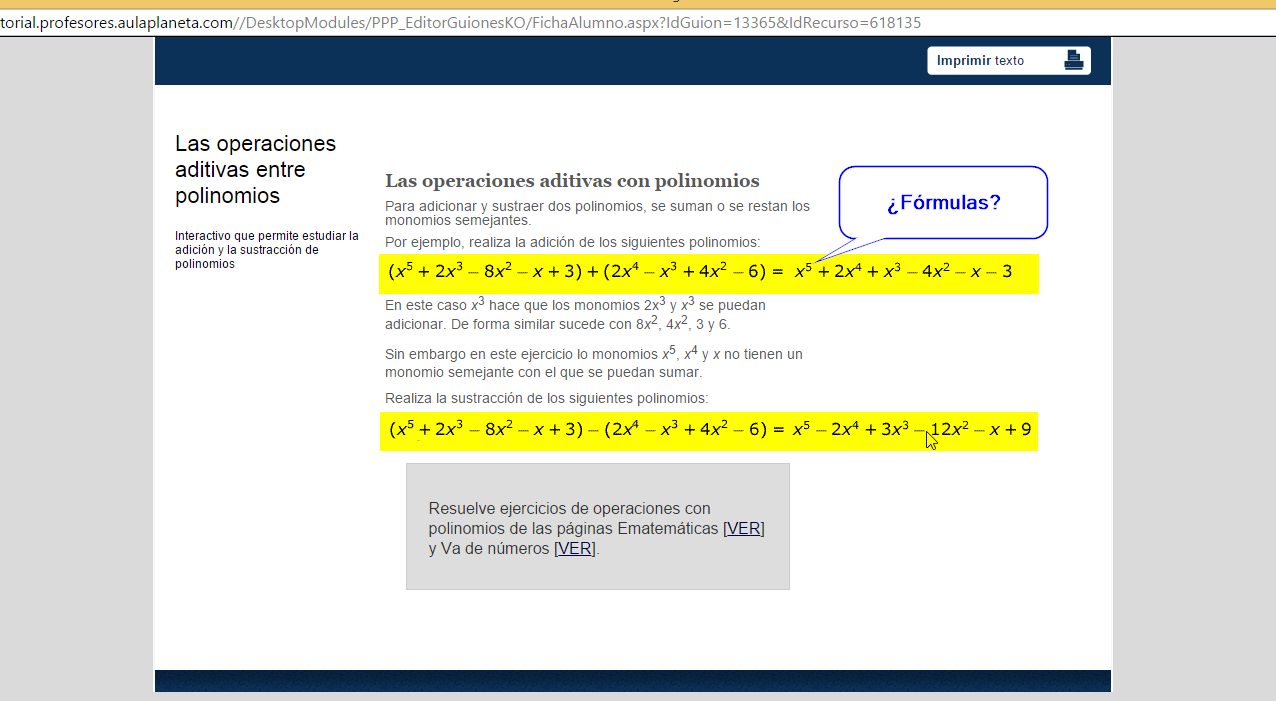 torial.profesores.aulaplaneta.com//DesktopModules/PPP_EditorGuionesKO/FichaAlumno.aspx?IdGuion=13365&IdRecurso=618135
Imprimir texto
Las operaciones
aditivas entre
polinomios
Interactivo que permite estudiar la
adición y la sustracción de
polinomios
Las operaciones aditivas con polinomios
Para adicionar y sustraer dos polinomios, se suman o se restan los
monomios semejantes.
Por ejemplo, realiza la adición de los siguientes polinomios:
¿Fórmulas?
(x⁵ + 2x³ – 8x² – x + 3) + (2x⁴ – x³ + 4x² – 6) = x⁵ + 2x⁴ + x³ – 4x² – x – 3
En este caso x³ hace que los monomios 2x³ y x³ se puedan
adicionar. De forma similar sucede con 8x², 4x², 3 y 6.
Sin embargo en este ejercicio lo monomios x⁵, x⁴ y x no tienen un
monomio semejante con el que se puedan sumar.
Realiza la sustracción de los siguientes polinomios:
(x⁵ + 2x³ – 8x² – x + 3) – (2x⁴ – x³ + 4x² – 6) = x⁵ – 2x⁴ + 3x³ – 12x² – x + 9
Resuelve ejercicios de operaciones con
polinomios de las páginas Ematemáticas [VER]
y Va de números [VER].